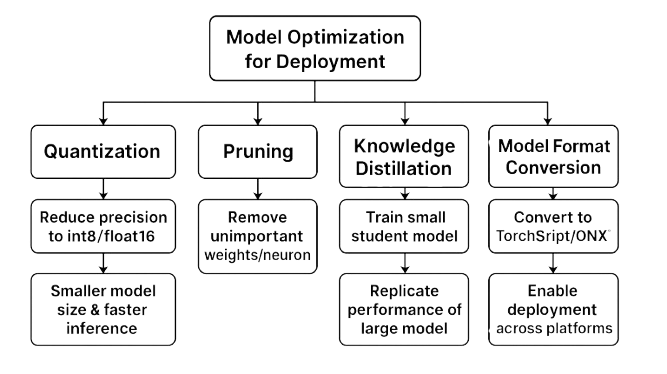 Model Optimization
for Deployment
Quantization
Pruning
Knowledge
Distillation
Model Format
Conversion
Reduce precision
to int8/float16
Remove
unimportant
weights/neuron
Train small
student model
Convert to
TorchSript/ONX
Smaller model
size & faster
inference
Replicate
performance of
large model
Enable
deployment
across platforms